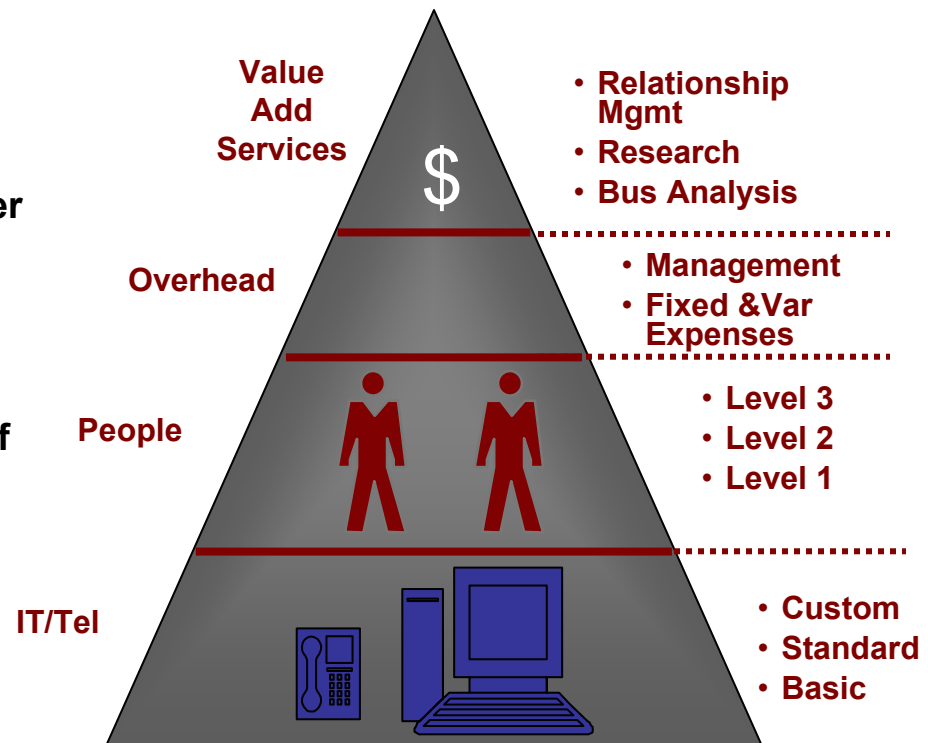 Value
Add
Services
• Relationship
Mgmt
• Research
• Bus Analysis
$
er
Overhead
• Management
• Fixed &Var
Expenses
f
People
• Level 3
• Level 2
• Level 1
IT/Tel
• Custom
• Standard
• Basic